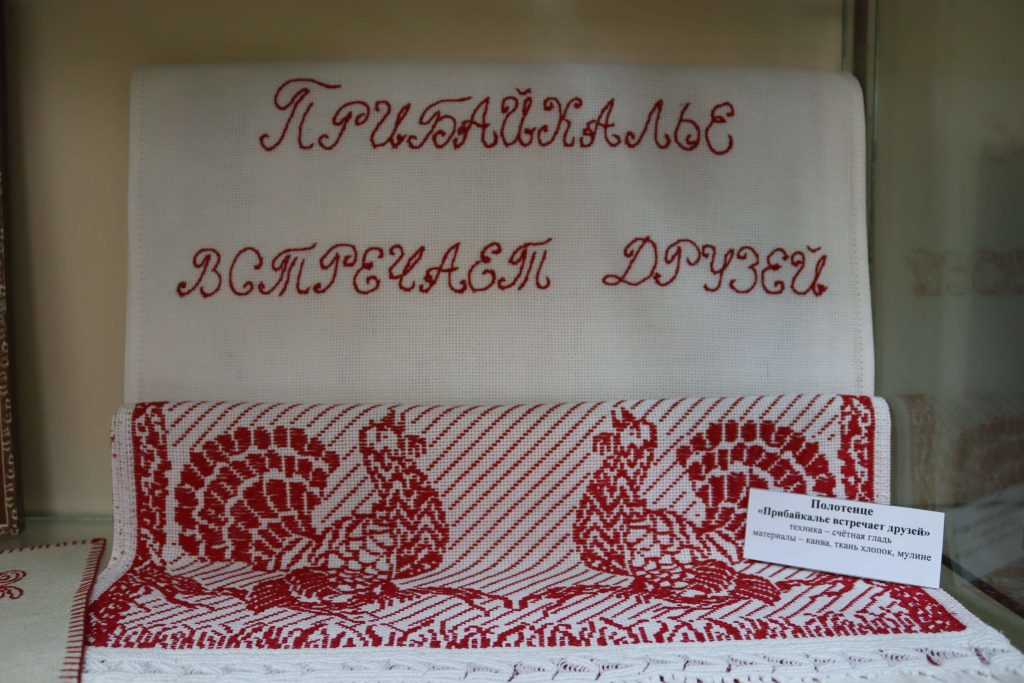 ПРИБАЙКАЛЬЕ
ВСТРЕЧАЕТ ДРУЗЕЙ
Полотенце
«Прибайкалье встречает друзей»
техника – счётная гладь
материалы – канва, ткань хлопок, мулине